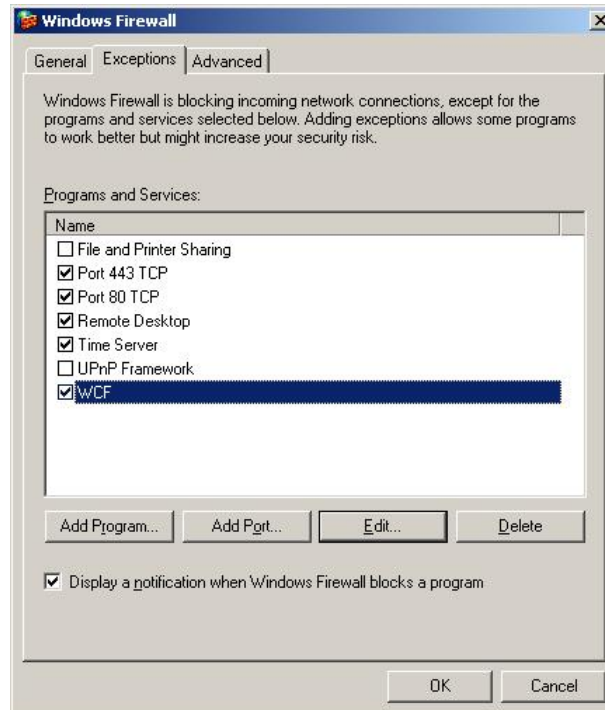 Windows Firewall
General Exceptions Advanced
Windows Firewall is blocking incoming network connections, except for the
programs and services selected below. Adding exceptions allows some programs
to work better but might increase your security risk.
Programs and Services:
Name
File and Printer Sharing
Port 443 TCP
Port 80 TCP
Remote Desktop
Time Server
UPnP Framework
WCF
Add Program... Add Port... Edit... Delete
Display a notification when Windows Firewall blocks a program
OK Cancel